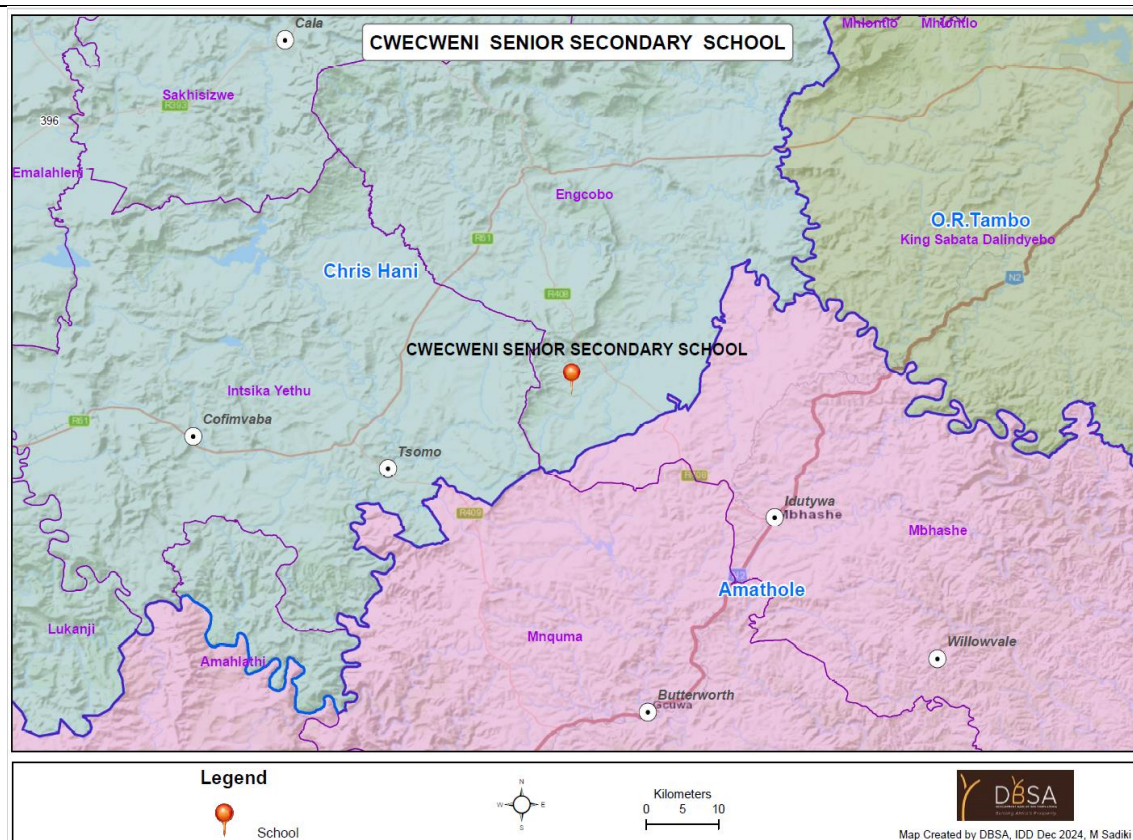 Cala
Mhlontlo
Mhlontlo
CWECWENI SENIOR SECONDARY SCHOOL
Sakhisizwe
R393
396
Emalahleni
Engcobo
O.R.Tambo
King Sabata Dalindyebo
R61
Chris Hani
N2
R408
CWECWENI SENIOR SECONDARY SCHOOL
Intsika Yethu
R61
Cofimvaba
Tsomo
R409
Idutywa
Mbhashe
Mbhashe
Amathole
Lukanji
Mnquma
Willowvale
Amahlathi
Butterworth
Gcuwa
Legend
School
N
W
E
S
Kilometers
0 5 10
DBSA
Map Created by DBSA, IDD Dec 2024, M Sadiki